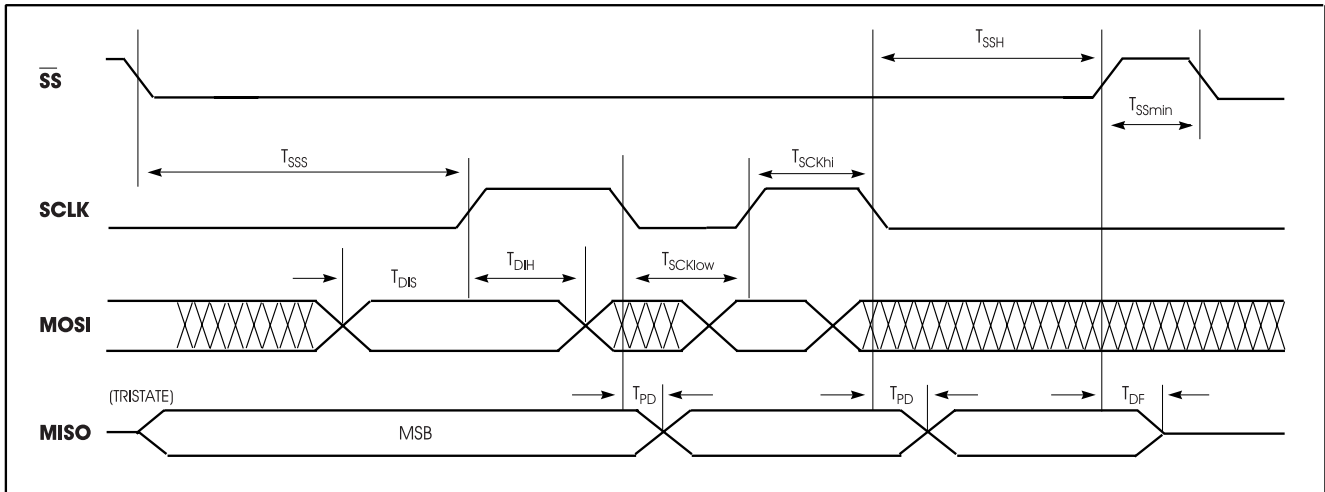 T_SSH
SS
T_SSmin
T_SSS
T_SCKhi
SCLK
T_DIS
T_DIH
T_SCKlow
MOSI
(TRISTATE)
T_PD
T_PD
T_DF
MISO
MSB